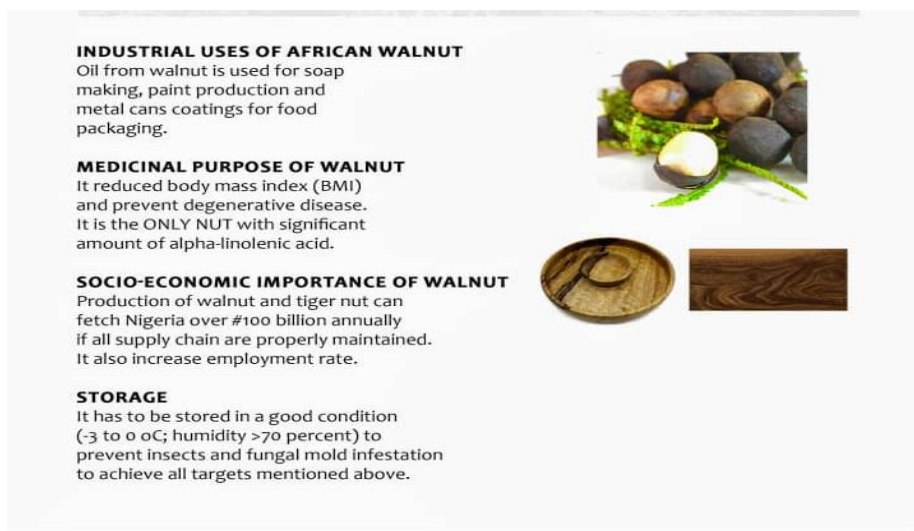 INDUSTRIAL USES OF AFRICAN WALNUT
Oil from walnut is used for soap
making, paint production and
metal cans coatings for food
packaging.
MEDICINAL PURPOSE OF WALNUT
It reduced body mass index (BMI)
and prevent degenerative disease.
It is the ONLY NUT with significant
amount of alpha-linolenic acid.
SOCIO-ECONOMIC IMPORTANCE OF WALNUT
Production of walnut and tiger nut can
fetch Nigeria over #100 billion annually
if all supply chain are properly maintained.
It also increase employment rate.
STORAGE
It has to be stored in a good condition
(-3 to 0 oC; humidity >70 percent) to
prevent insects and fungal mold infestation
to achieve all targets mentioned above.